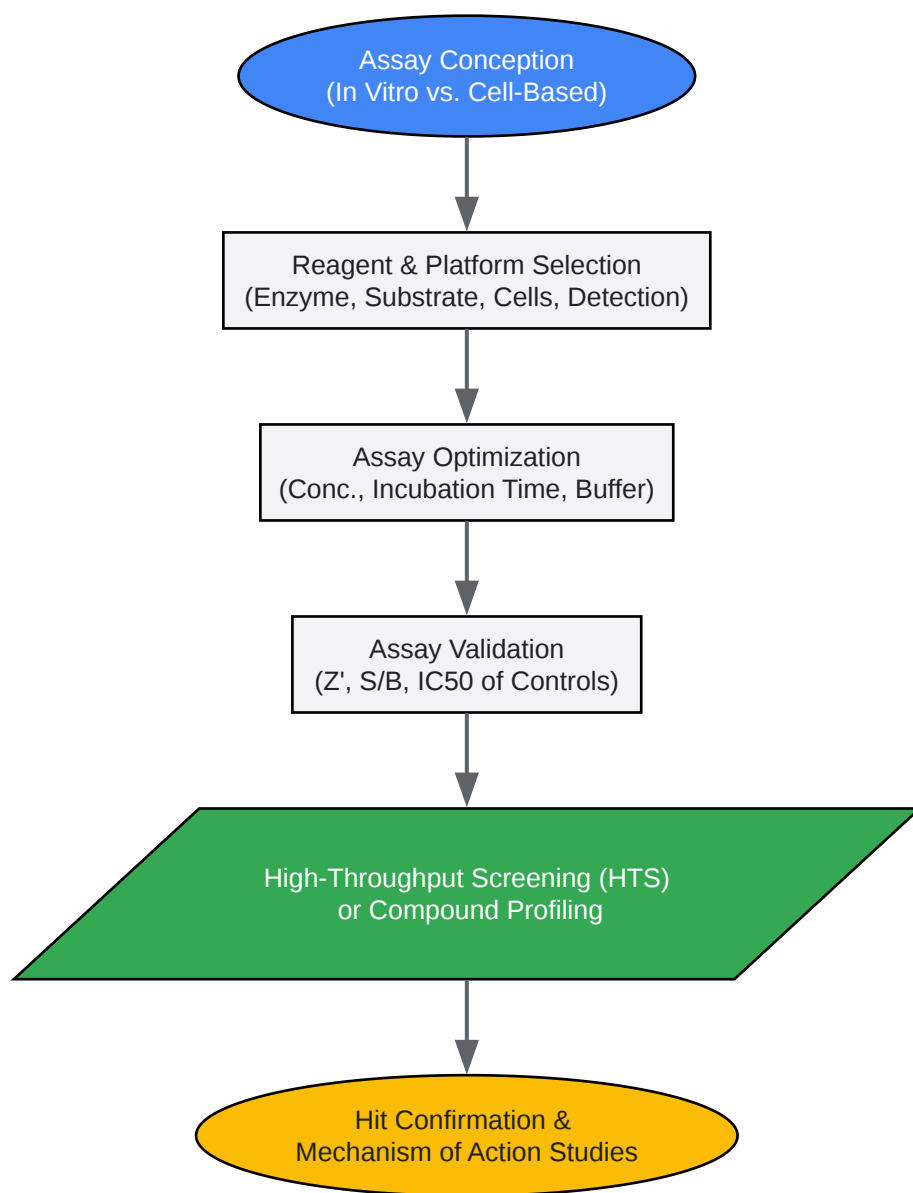 Assay Conception
(In Vitro vs. Cell-Based)
Reagent & Platform Selection
(Enzyme, Substrate, Cells, Detection)
Assay Optimization
(Conc., Incubation Time, Buffer)
Assay Validation
(Z', S/B, IC50 of Controls)
High-Throughput Screening (HTS)
or Compound Profiling
Hit Confirmation &
Mechanism of Action Studies